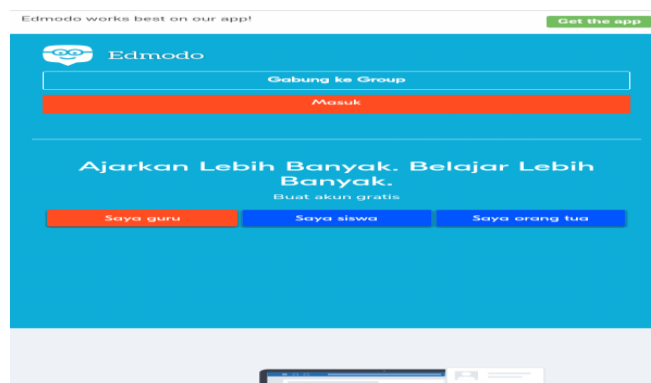 Edmodo works best on our app!
Get the app
Edmodo
Gabung ke Group
Masuk
Ajarkan Lebih Banyak. Belajar Lebih
Banyak.
Buat akun gratis
Saya guru
Saya siswa
Saya orang tua